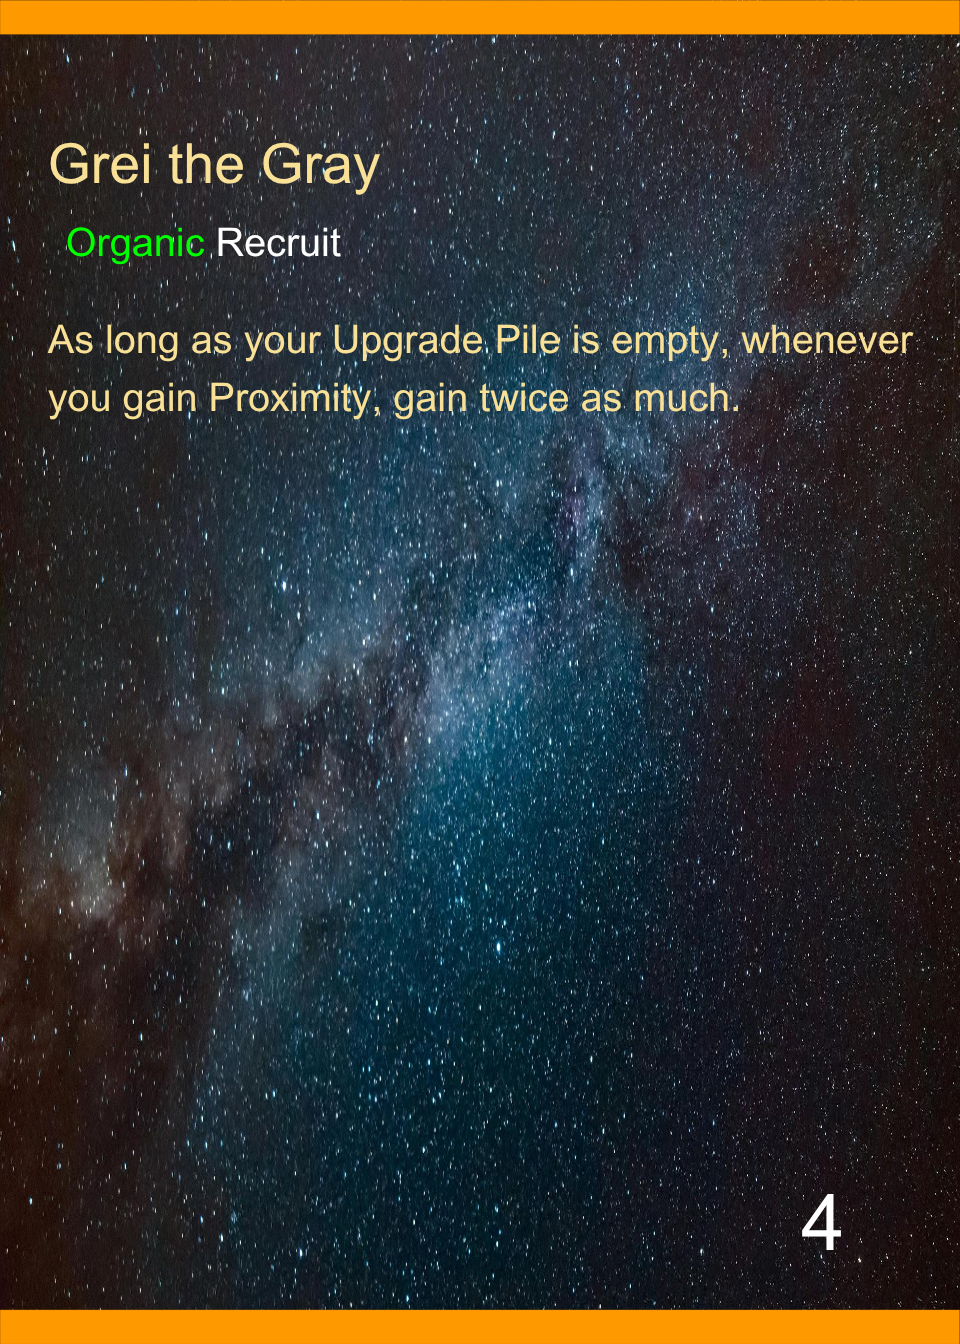 Grei the Gray
Organic Recruit
As long as your Upgrade Pile is empty, whenever
you gain Proximity, gain twice as much.
4